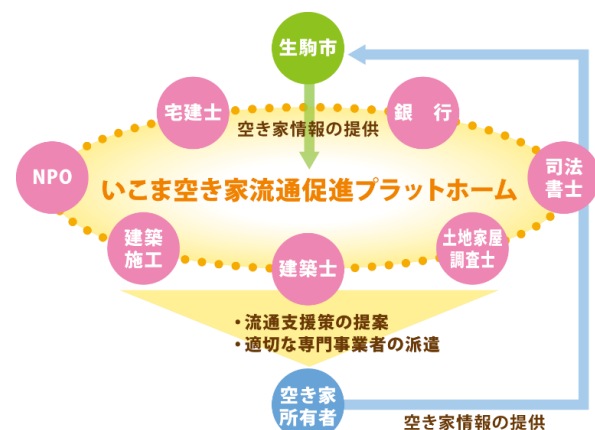 生駒市
宅建士
銀 行
空き家情報の提供
NPO
いこま空き家流通促進プラットホーム
司法
書士
建築
施工
建築士
土地家屋
調査士
・流通支援策の提案
・適切な専門事業者の派遣
空き家
所有者
空き家情報の提供